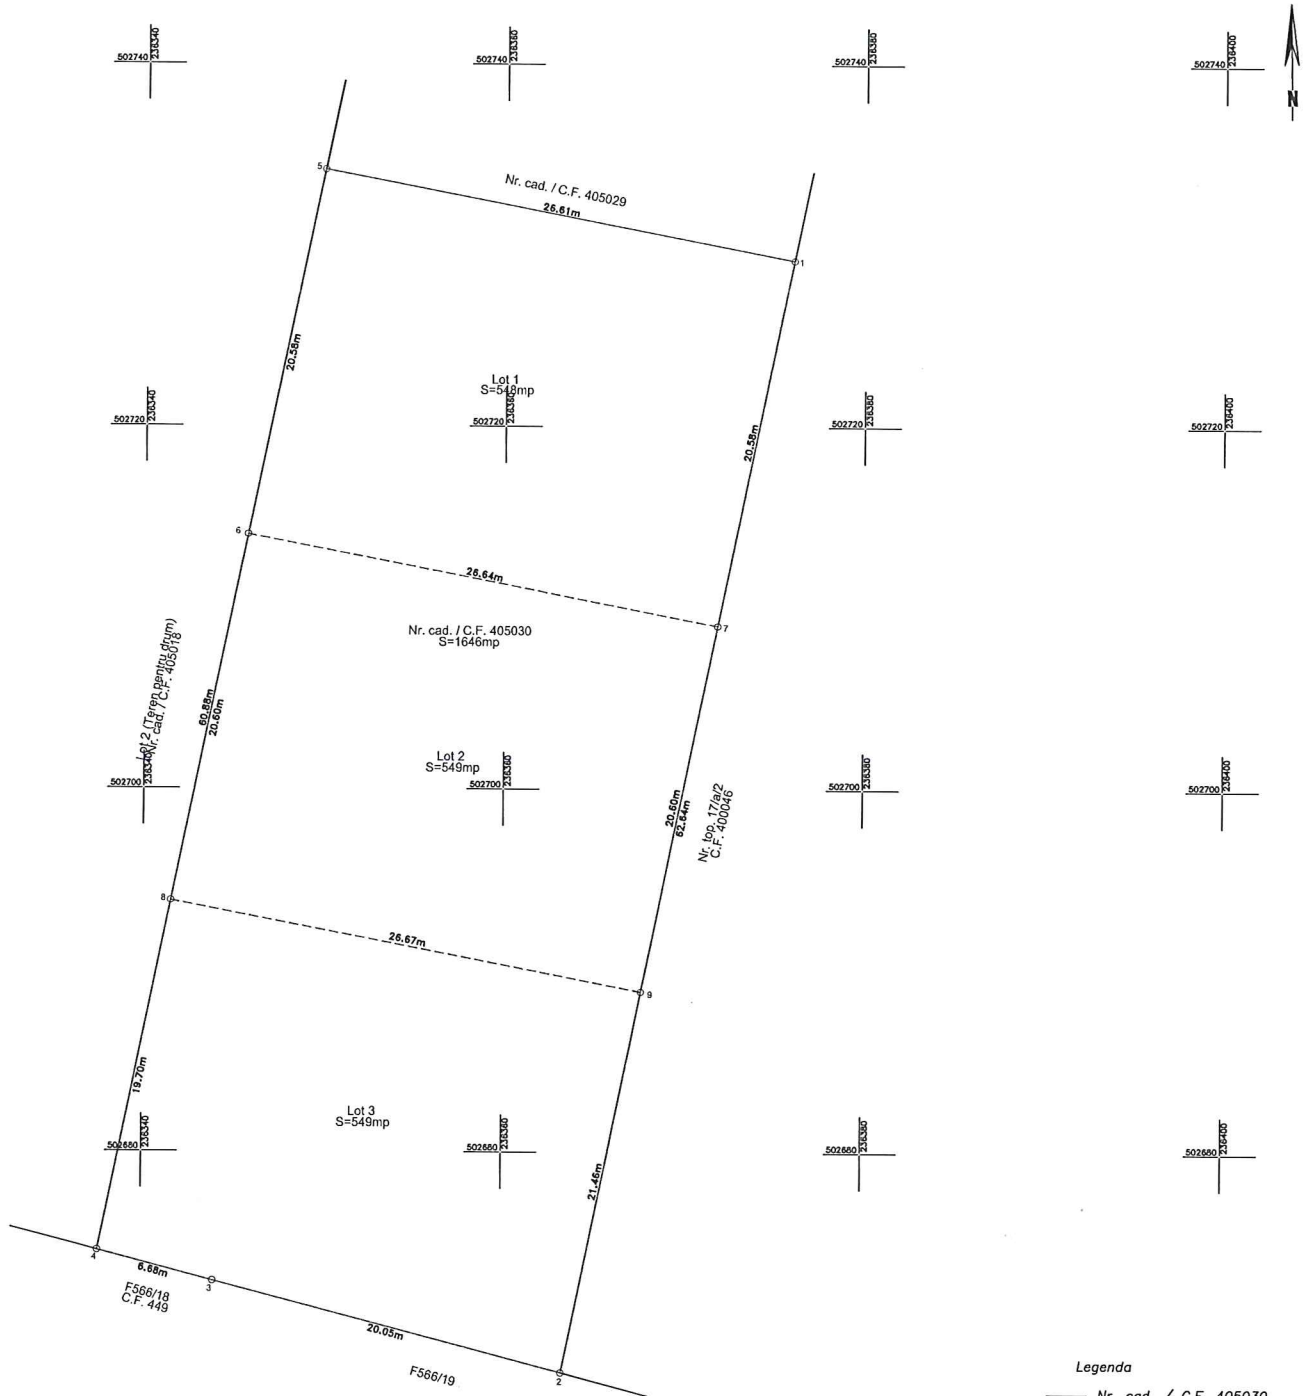 502740 236340
502740 236360
502740 236380
502740 236400
N
5
Nr. cad. / C.F. 405029
26.61m
1
20.58m
Lot 1
S=548mp
502720 236340
502720 236360
502720 236380
502720 236400
20.58m
6
26.64m
7
Nr. cad. / C.F. 405030
S=1646mp
Lot 2 (Teren pentru drum)
Nr. cad. / C.F. 405018
60.88m
20.60m
Lot 2
S=549mp
502700 236340
502700 236360
502700 236380
502700 236400
20.60m
62.64m
Nr. top. 17/a/2
C.F. 400046
8
26.67m
9
19.70m
Lot 3
S=549mp
502680 236340
502680 236360
502680 236380
502680 236400
21.46m
4
6.68m
3
F566/18
C.F. 449
20.05m
2
F566/19
Legenda
Nr. cad. / C.F. 405030